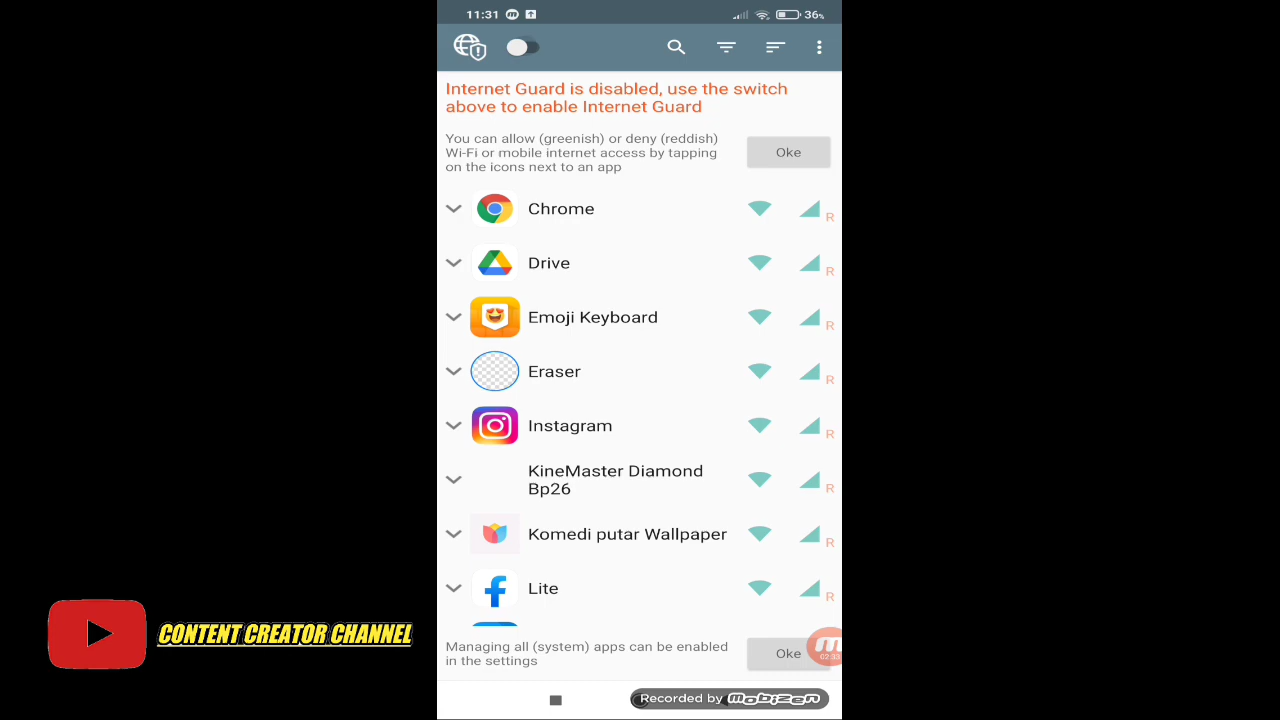 11:31
36%
Internet Guard is disabled, use the switch
above to enable Internet Guard
You can allow (greenish) or deny (reddish)
Wi-Fi or mobile internet access by tapping
on the icons next to an app
Oke
Chrome
R
Drive
R
Emoji Keyboard
R
Eraser
R
Instagram
R
KineMaster Diamond
Bp26
R
Komedi putar Wallpaper
R
Lite
R
CONTENT CREATOR CHANNEL
Managing all (system) apps can be enabled
in the settings
Oke
02:33
Recorded by mobizen